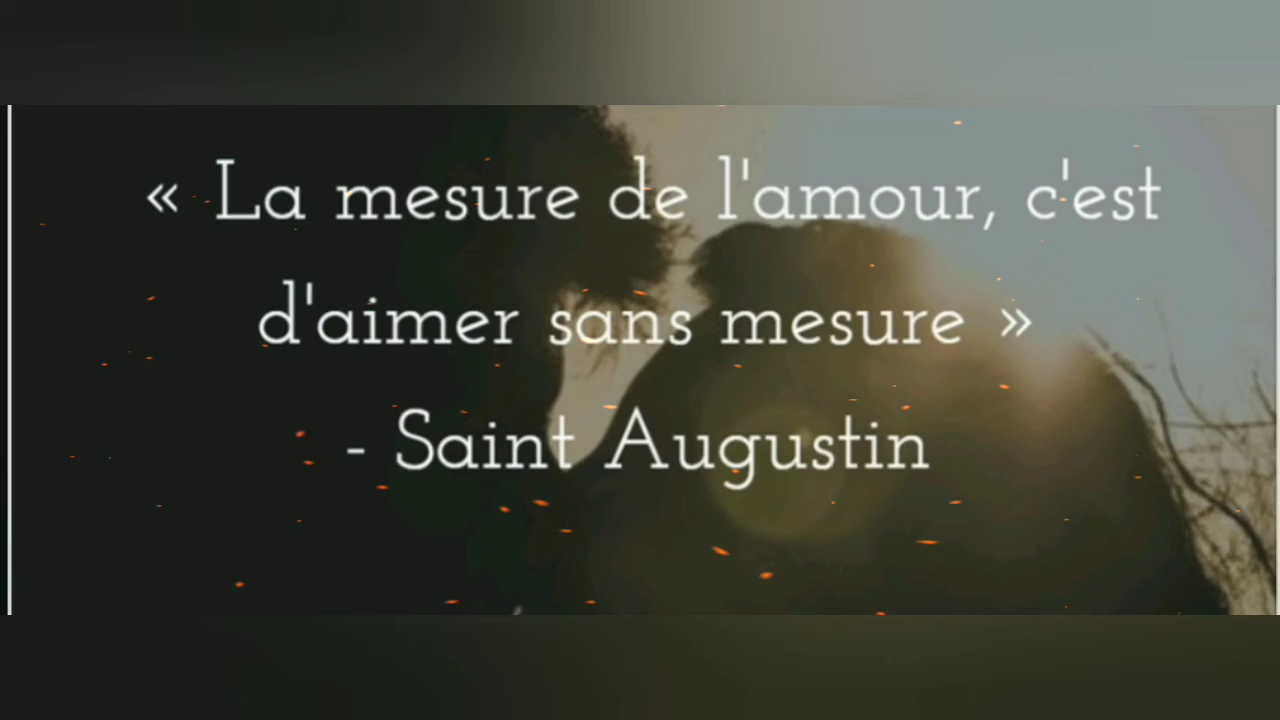 « La mesure de l'amour, c'est
d'aimer sans mesure »
- Saint Augustin